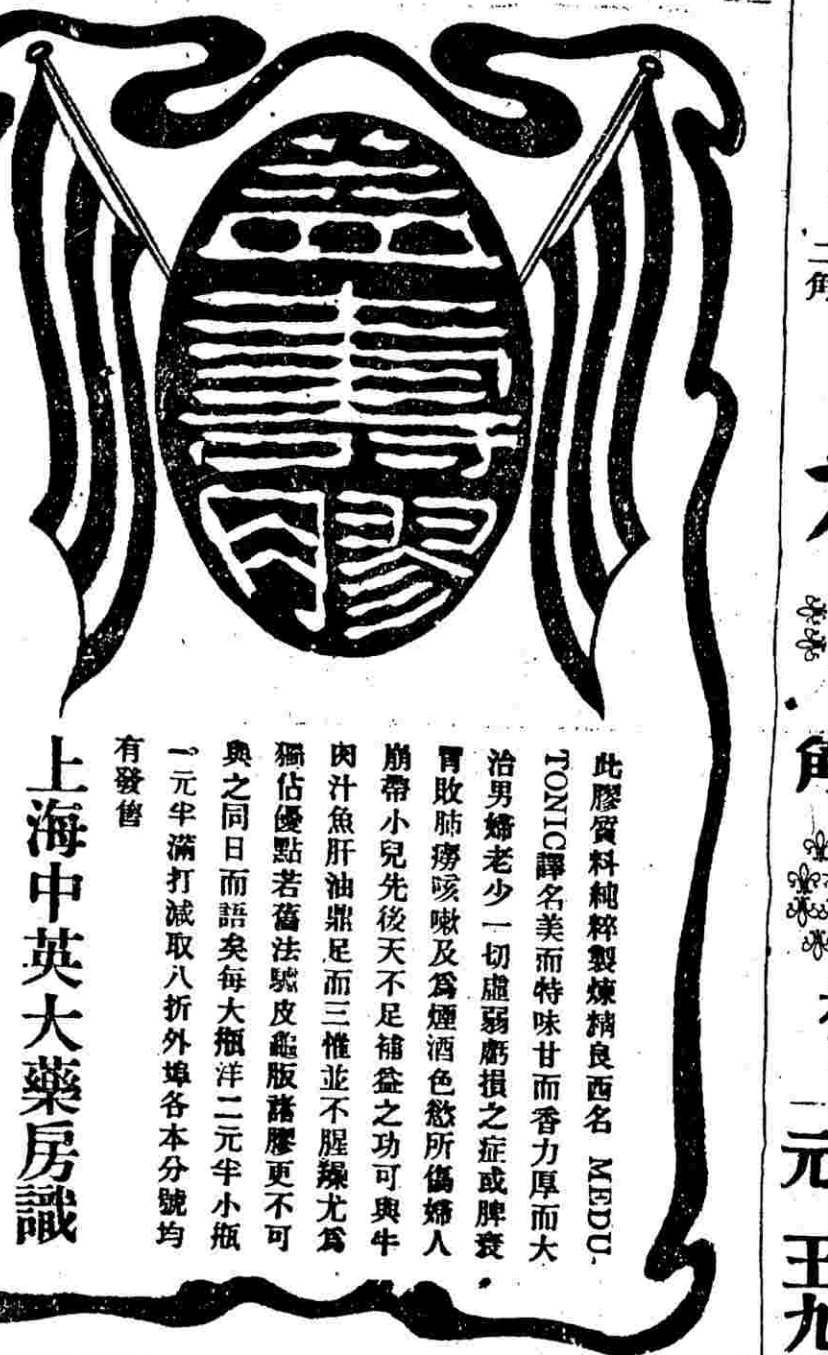 益壽膠
此膠質料純粹製煉精良西名 MEDU-
TONIC譯名美而特味甘而香力厚而大
治男婦老少一切虛弱虧損之症或脾衰
胃敗肺癆咳嗽及爲煙酒色慾所傷婦人
崩帶小兒先後天不足補益之功可與牛
肉汁魚肝油鼎足而三惟並不腥臊尤爲
獨佔優點若舊法驢皮龜版諸膠更不可
與之同日而語矣每大瓶洋二元半小瓶
一元半滿打減取八折外埠各本分號均
有發售
上海中英大藥房識
二角
角
元